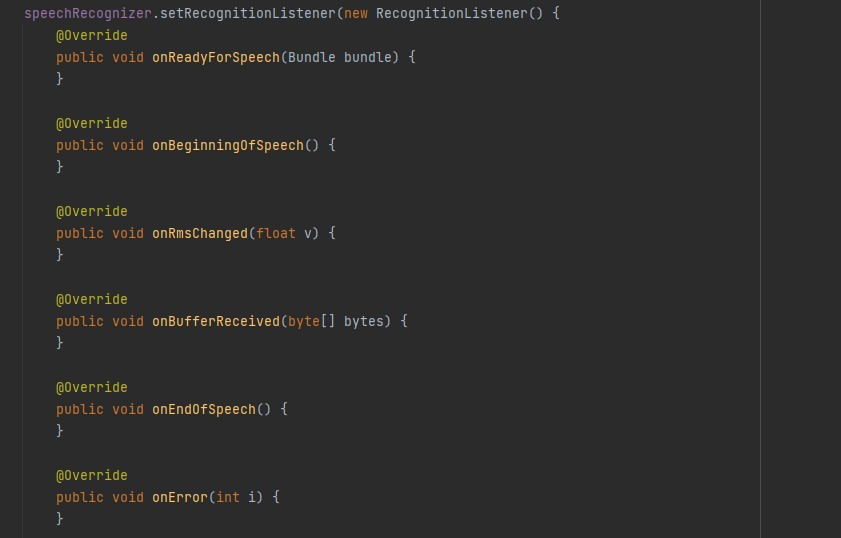 speechRecognizer.setRecognitionListener(new RecognitionListener() {
@Override
public void onReadyForSpeech(Bundle bundle) {
}
@Override
public void onBeginningOfSpeech() {
}
@Override
public void onRmsChanged(float v) {
}
@Override
public void onBufferReceived(byte[] bytes) {
}
@Override
public void onEndOfSpeech() {
}
@Override
public void onError(int i) {
}